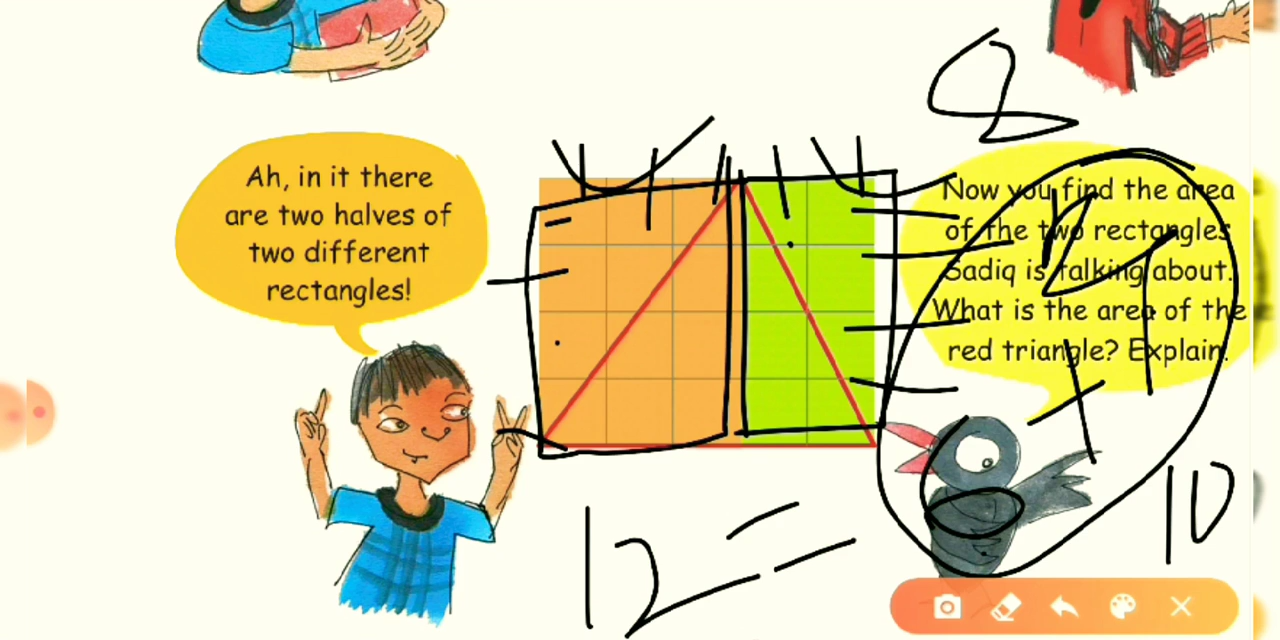 Ah, in it there
are two halves of
two different
rectangles!
8
Now you find the area
of the two rectangles
Sadiq is talking about.
What is the area of the
red triangle? Explain.
12 =
10